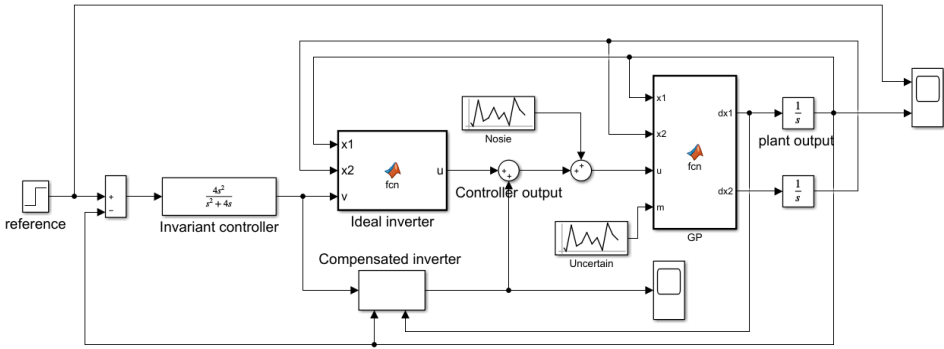 reference
+
−
4s²
s² + 4s
Invariant controller
x1
x2
v
fcn
u
Ideal inverter
Compensated inverter
Nosie
+
+
Controller output
+
+
Uncertain
x1
x2
u
m
fcn
dx1
dx2
GP
1
s
plant output
1
s